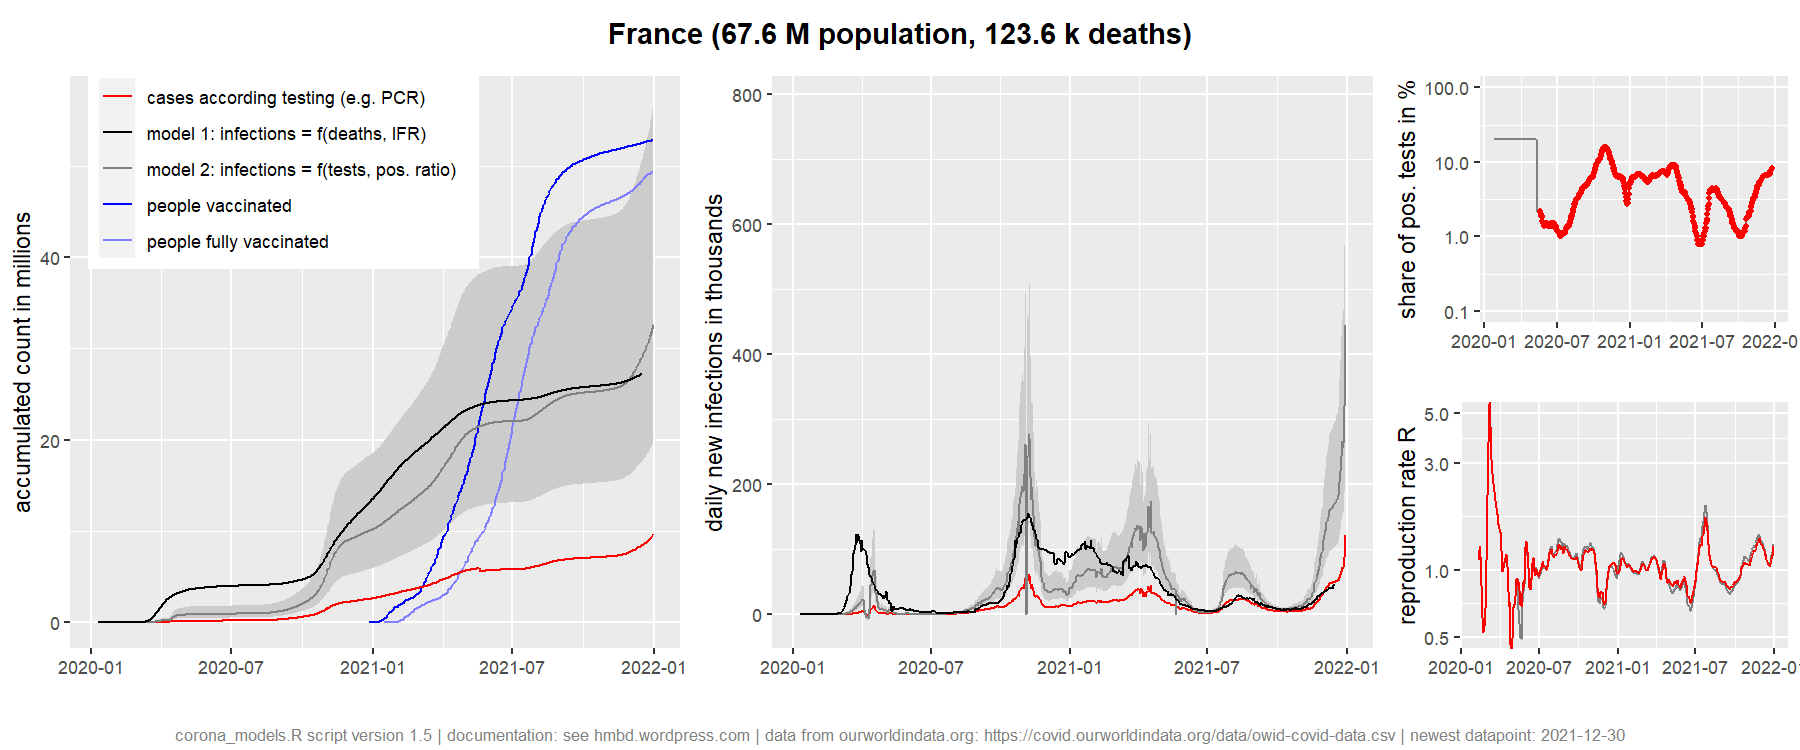 France (67.6 M population, 123.6 k deaths)
cases according testing (e.g. PCR)
model 1: infections = f(deaths, IFR)
model 2: infections = f(tests, pos. ratio)
people vaccinated
people fully vaccinated
accumulated count in millions
40
20
0
2020-01 2020-07 2021-01 2021-07 2022-01
daily new infections in thousands
800
600
400
200
0
2020-01 2020-07 2021-01 2021-07 2022-01
share of pos. tests in %
100.0
10.0
1.0
0.1
2020-01 2020-07 2021-01 2021-07 2022-0
reproduction rate R
5.0
3.0
1.0
0.5
2020-01 2020-07 2021-01 2021-07 2022-01
corona_models.R script version 1.5 | documentation: see hmbd.wordpress.com | data from ourworldindata.org: https://covid.ourworldindata.org/data/owid-covid-data.csv | newest datapoint: 2021-12-30